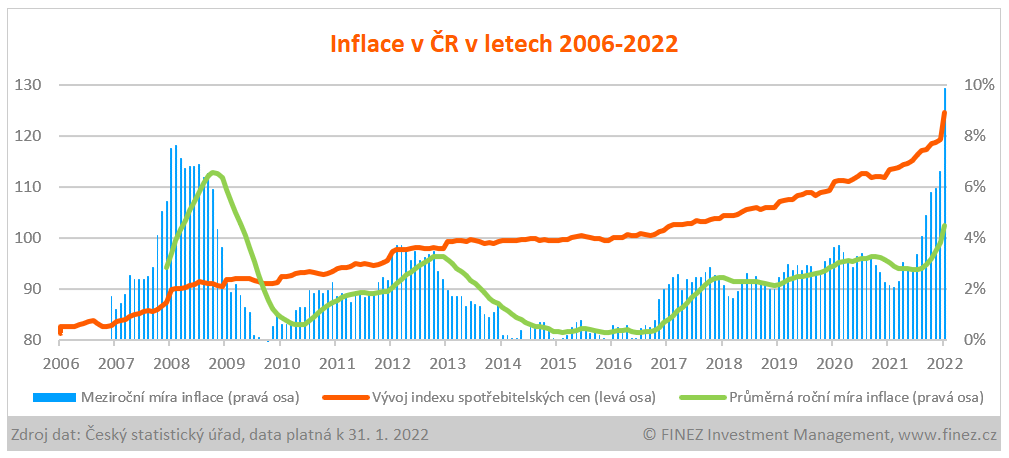 Inflace v ČR v letech 2006-2022
130 10%
120 8%
110 6%
100 4%
90 2%
80 0%
2006 2007 2008 2009 2010 2011 2012 2013 2014 2015 2016 2017 2018 2019 2020 2021 2022
Meziroční míra inflace (pravá osa) Vývoj indexu spotřebitelských cen (levá osa) Průměrná roční míra inflace (pravá osa)
Zdroj dat: Český statistický úřad, data platná k 31. 1. 2022 © FINEZ Investment Management, www.finez.cz